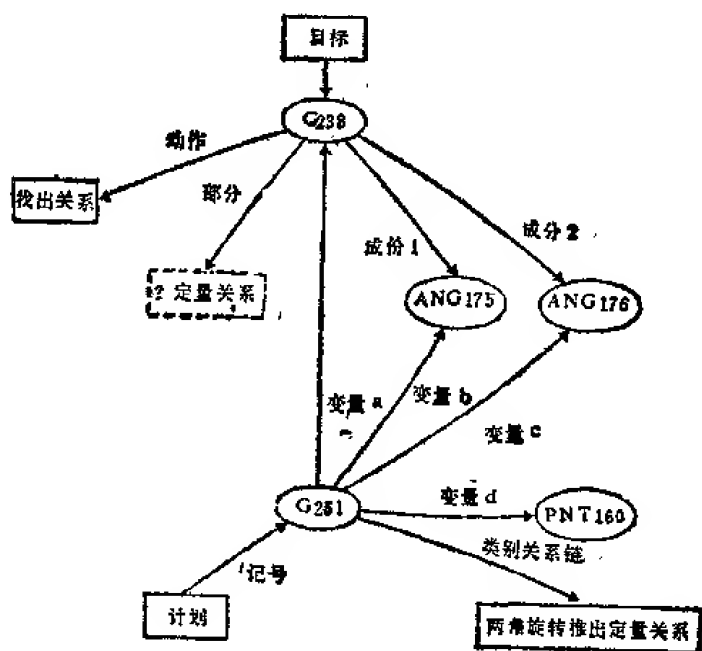 目标
G238
动作
找出关系
部分
成份1
成分2
? 定量关系
ANG175
ANG176
变量a
变量b
变量c
G251
变量d
PNT160
类别关系链
记号
计划
两角旋转推出定量关系